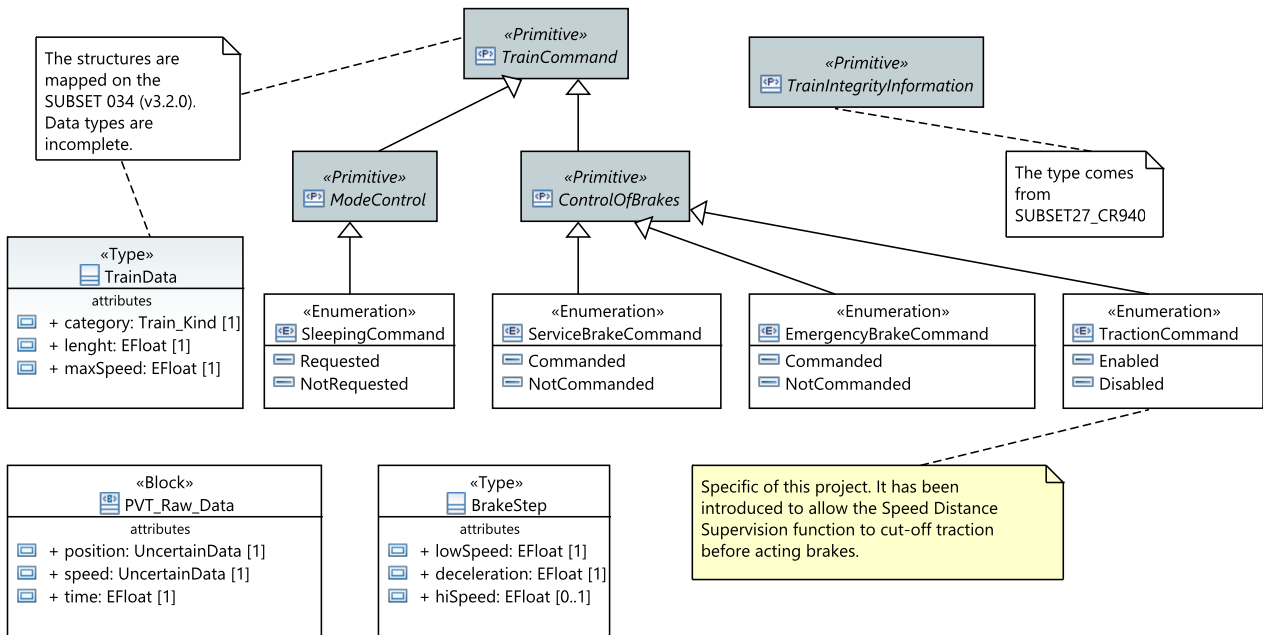 «Primitive»
TrainCommand
The structures are
mapped on the
SUBSET 034 (v3.2.0).
Data types are
incomplete.
«Primitive»
TrainIntegrityInformation
«Primitive»
ModeControl
«Primitive»
ControlOfBrakes
The type comes
from
SUBSET27_CR940
«Type»
TrainData
attributes
+ category: Train_Kind [1]
+ lenght: EFloat [1]
+ maxSpeed: EFloat [1]
«Enumeration»
SleepingCommand
Requested
NotRequested
«Enumeration»
ServiceBrakeCommand
Commanded
NotCommanded
«Enumeration»
EmergencyBrakeCommand
Commanded
NotCommanded
«Enumeration»
TractionCommand
Enabled
Disabled
«Block»
PVT_Raw_Data
attributes
+ position: UncertainData [1]
+ speed: UncertainData [1]
+ time: EFloat [1]
«Type»
BrakeStep
attributes
+ lowSpeed: EFloat [1]
+ deceleration: EFloat [1]
+ hiSpeed: EFloat [0..1]
Specific of this project. It has been
introduced to allow the Speed Distance
Supervision function to cut-off traction
before acting brakes.